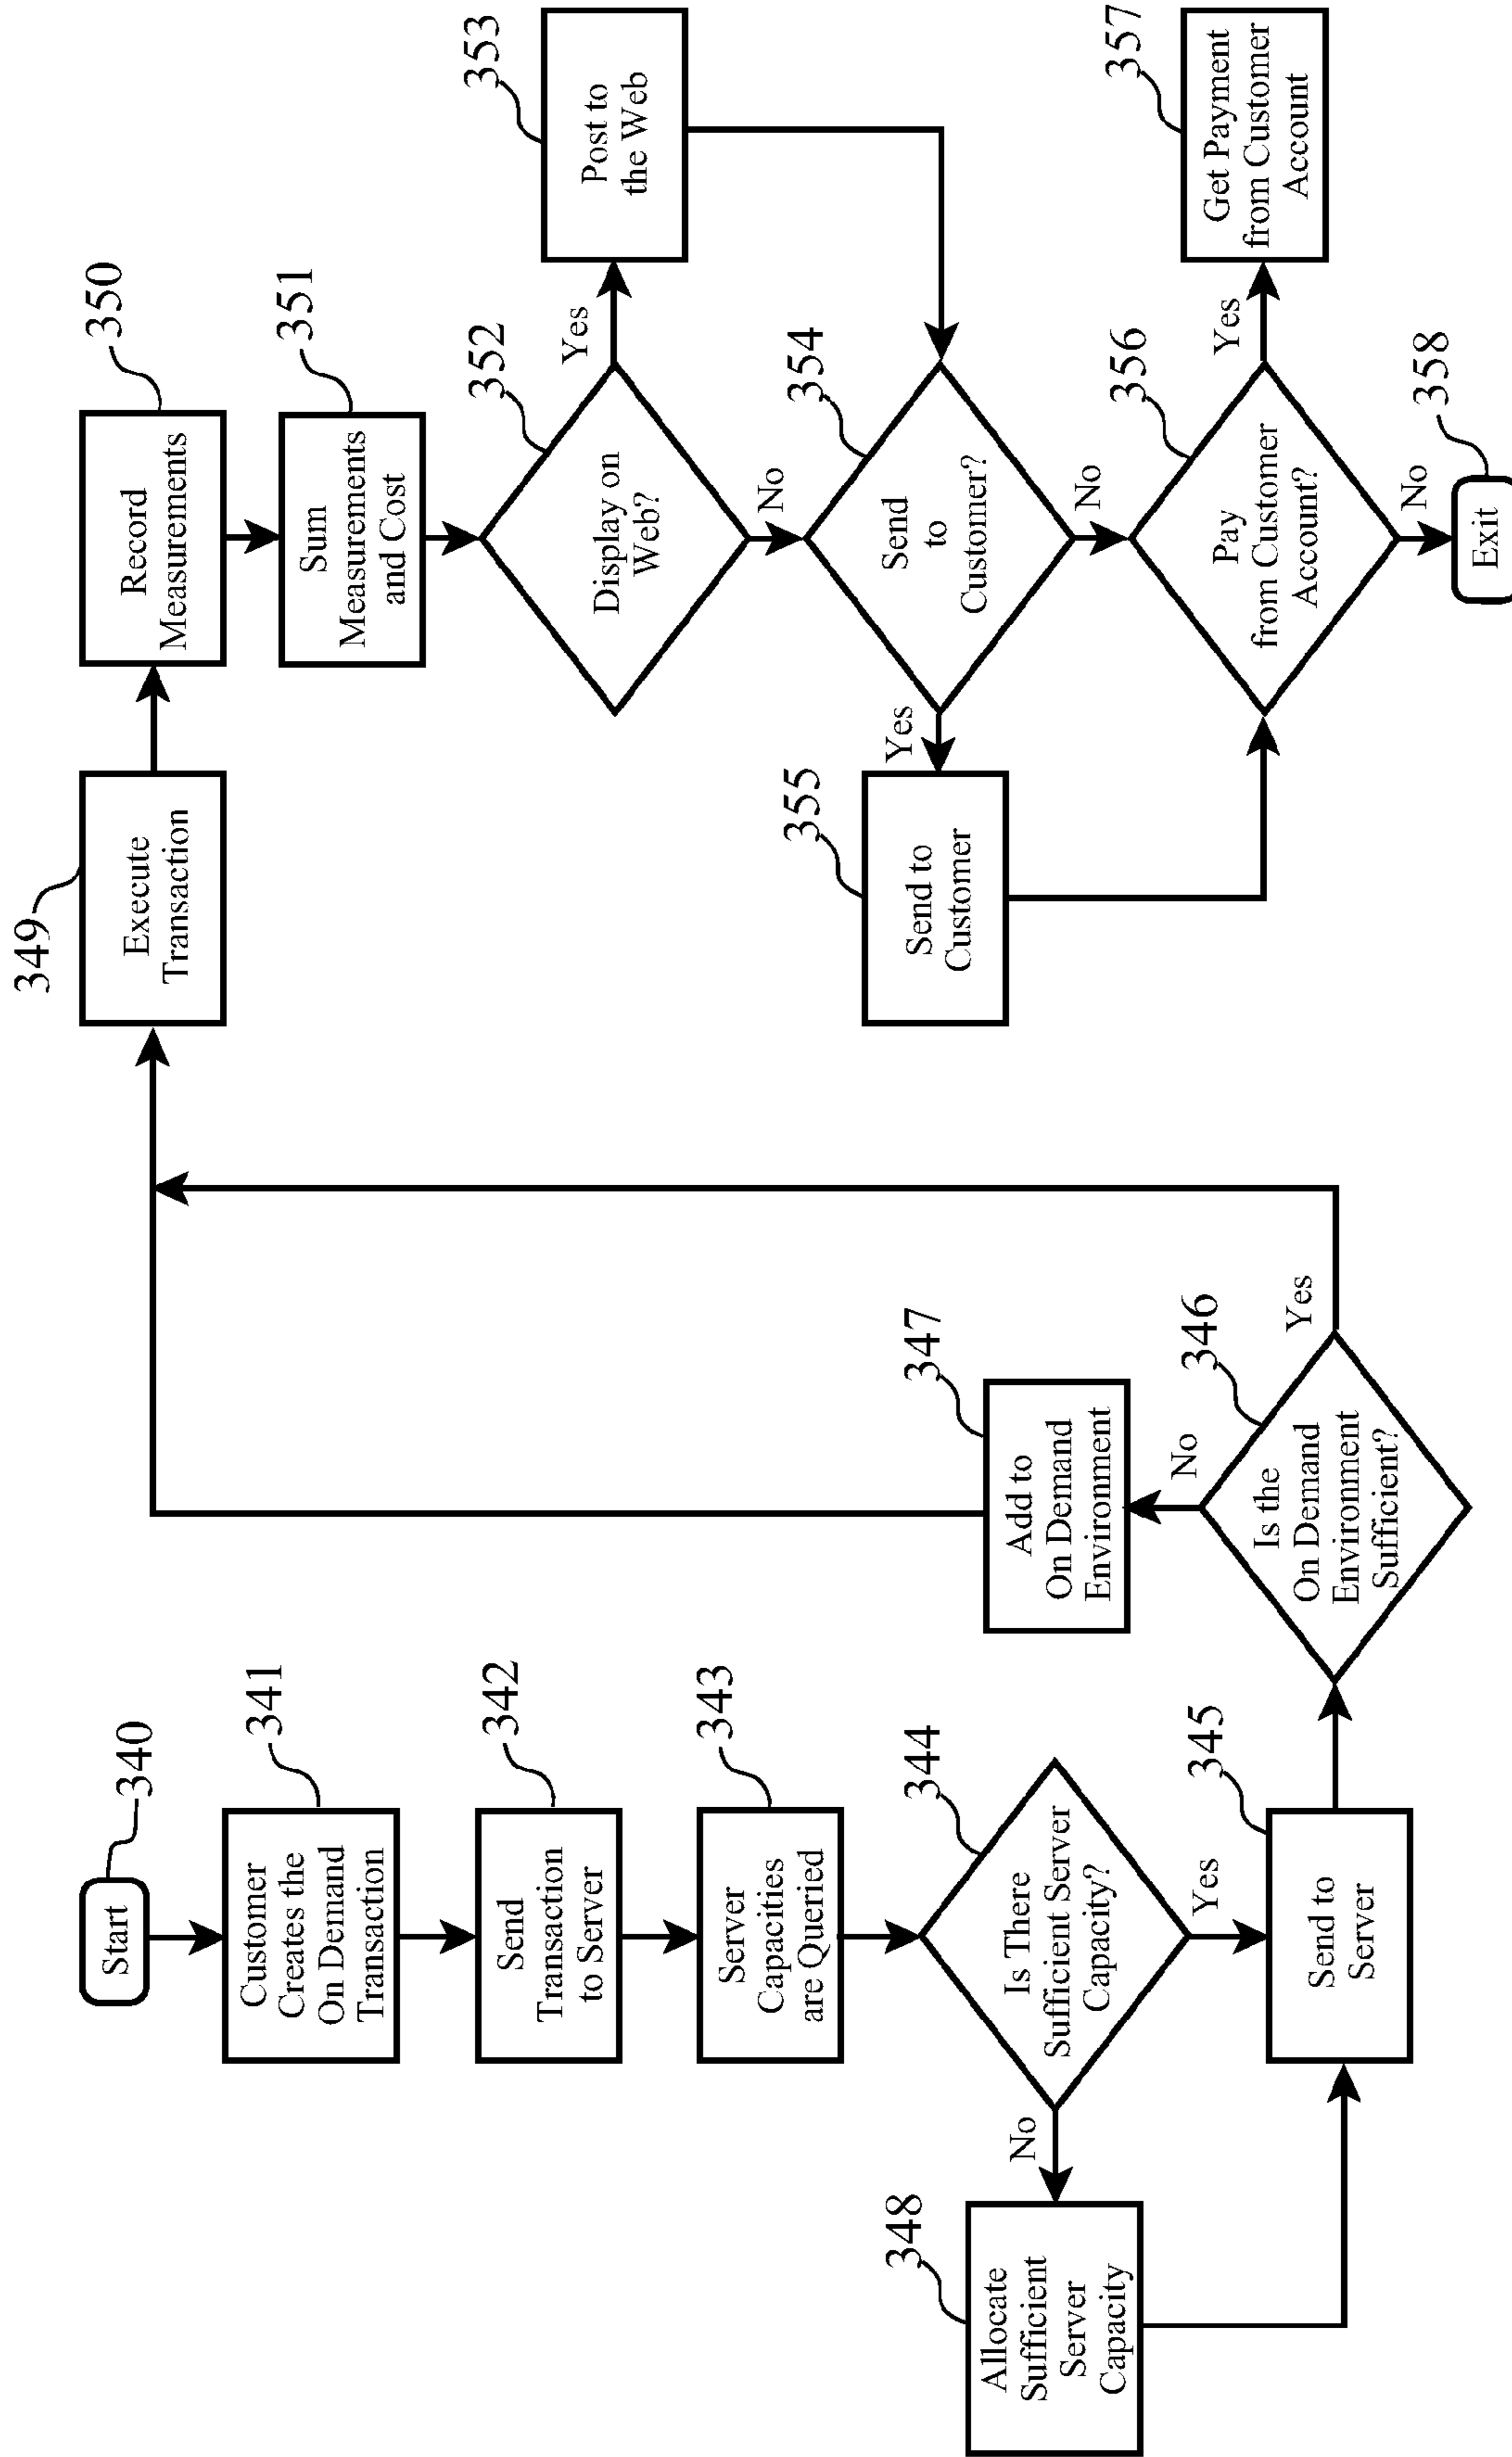 340
Start
341
Customer
Creates the
On Demand
Transaction
342
Send
Transaction
to Server
343
Server
Capacities
are Queried
344
Is There
Sufficient Server
Capacity?
No
Yes
348
Allocate
Sufficient
Server
Capacity
345
Send to
Server
346
Is the
On Demand
Environment
Sufficient?
No
Yes
347
Add to
On Demand
Environment
349
Execute
Transaction
350
Record
Measurements
351
Sum
Measurements
and Cost
352
Display on
Web?
Yes
No
353
Post to
the Web
354
Send
to
Customer?
Yes
No
355
Send to
Customer
356
Pay
from Customer
Account?
Yes
No
357
Get Payment
from Customer
Account
358
Exit